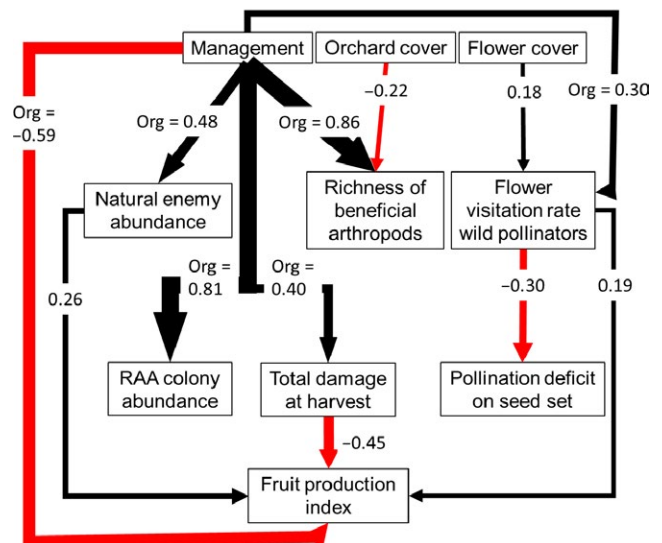 Management
Orchard cover
Flower cover
Org =
−0.59
−0.22
0.18
Org = 0.30
Org = 0.48
Org = 0.86
Natural enemy
abundance
Richness of
beneficial
arthropods
Flower
visitation rate
wild pollinators
0.26
Org =
0.81
Org =
0.40
−0.30
0.19
RAA colony
abundance
Total damage
at harvest
Pollination deficit
on seed set
−0.45
Fruit production
index